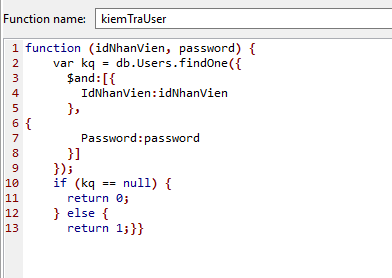 Function name: kiemTraUser
1 function (idNhanVien, password) {
2 var kq = db.Users.findOne({
3 $and:[{
4 IdNhanVien:idNhanVien
5 },
6 {
7 Password:password
8 }]
9 });
10 if (kq == null) {
11 return 0;
12 } else {
13 return 1;}}